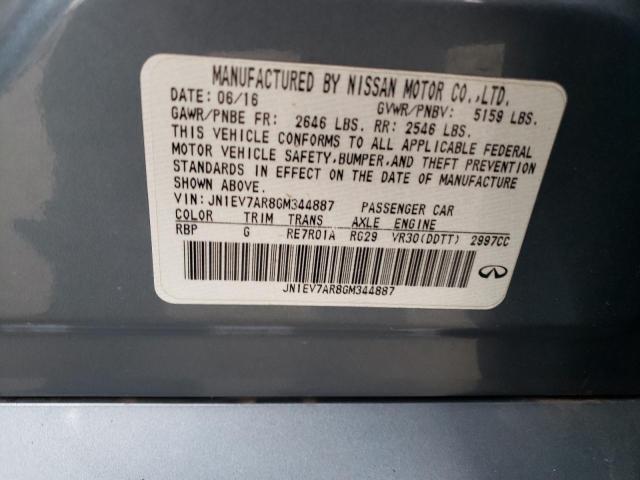 MANUFACTURED BY NISSAN MOTOR CO.,LTD.
DATE: 06/16 GVWR/PNBV: 5159 LBS.
GAWR/PNBE FR: 2646 LBS. RR: 2546 LBS.
THIS VEHICLE CONFORMS TO ALL APPLICABLE FEDERAL
MOTOR VEHICLE SAFETY,BUMPER,AND THEFT PREVENTION
STANDARDS IN EFFECT ON THE DATE OF MANUFACTURE
SHOWN ABOVE.
VIN: JN1EV7AR8GM344887 PASSENGER CAR
COLOR TRIM TRANS AXLE ENGINE
RBP G RE7R01A RG29 VR30(DDTT) 2997CC
JN1EV7AR8GM344887